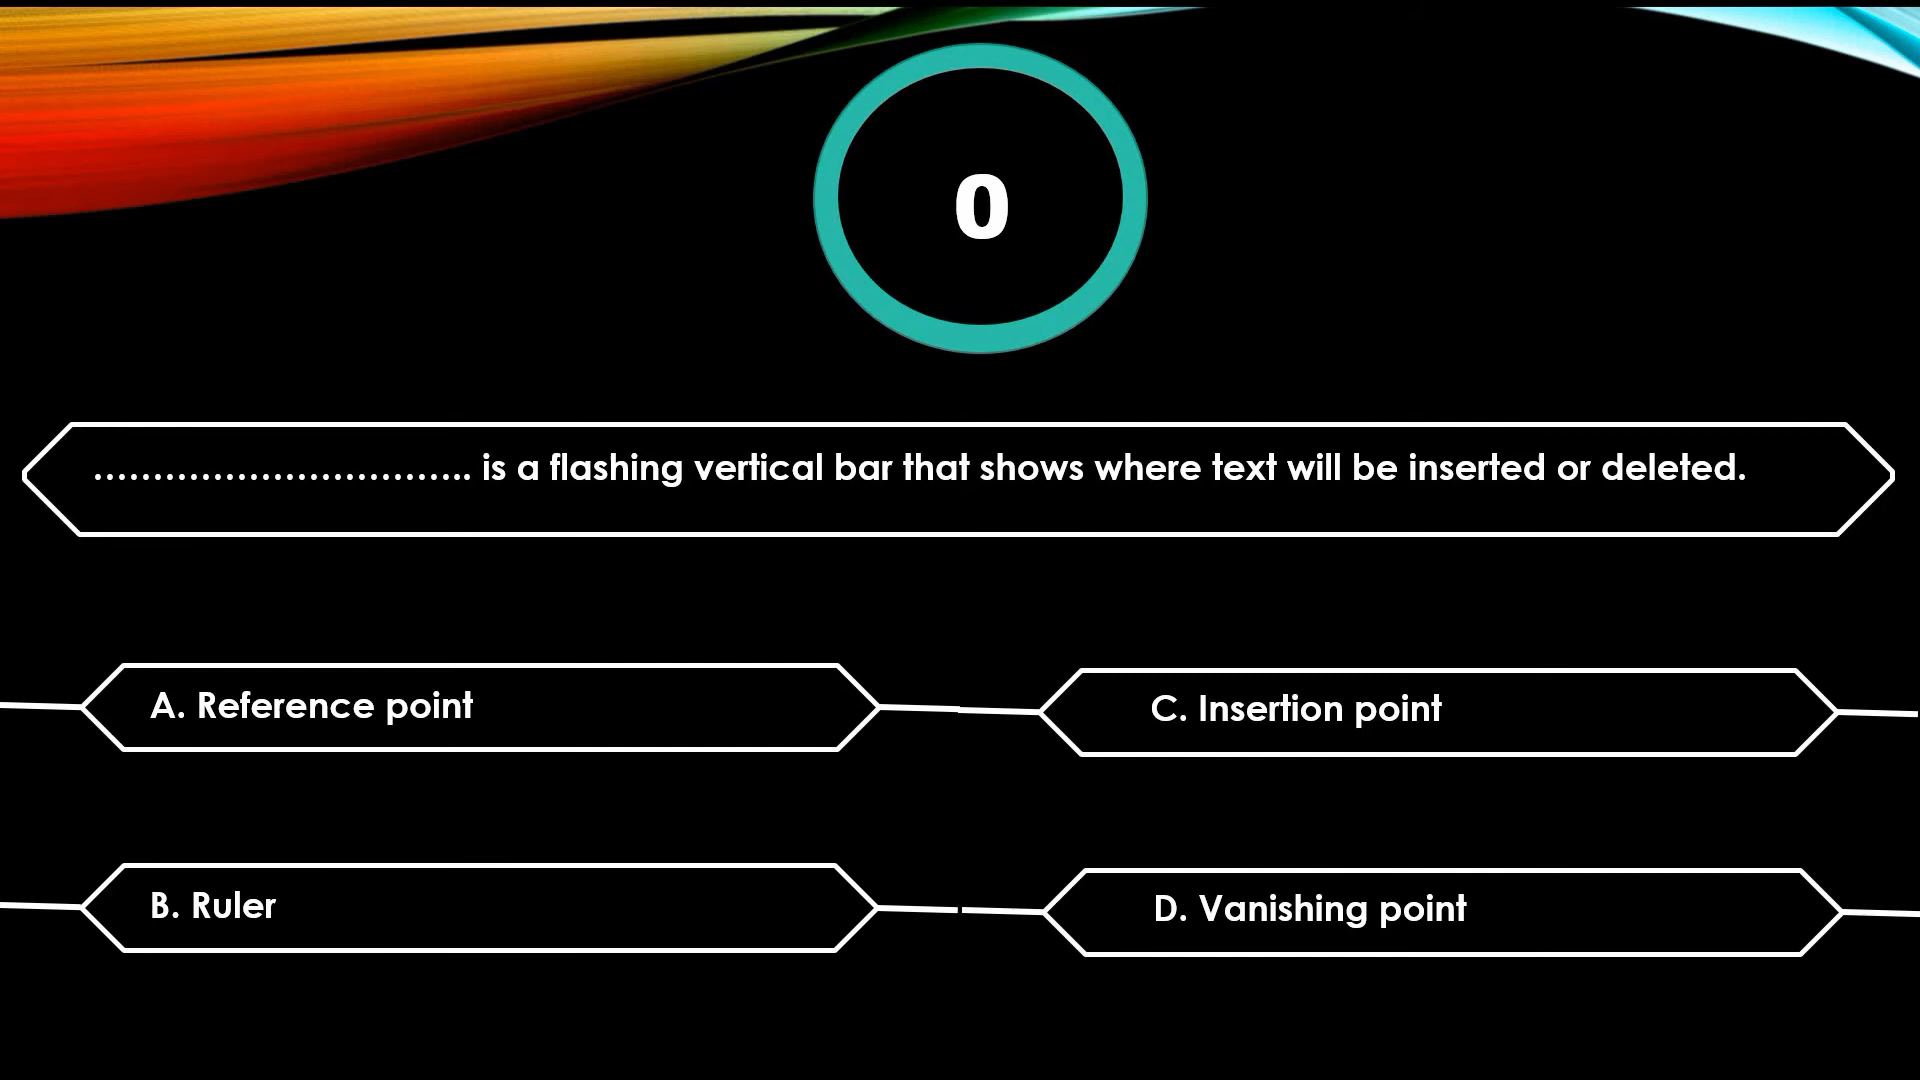 0
…………………………….. is a flashing vertical bar that shows where text will be inserted or deleted.
A. Reference point
C. Insertion point
B. Ruler
D. Vanishing point